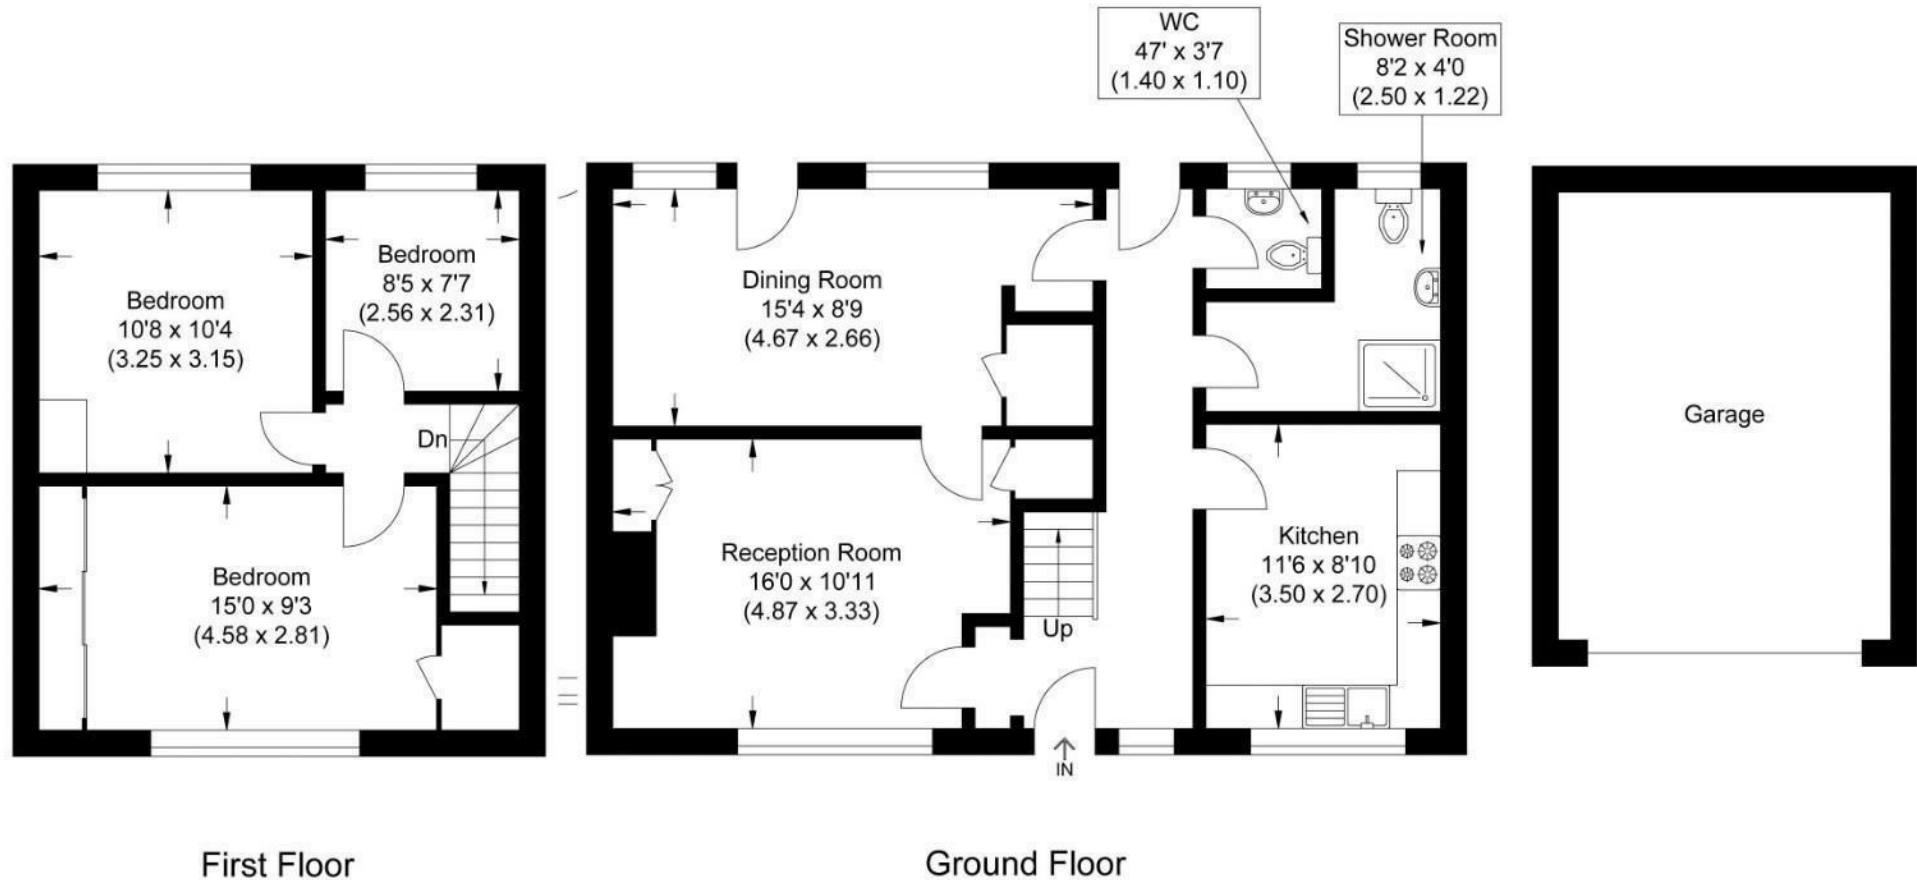 WC
47' x 3'7
(1.40 x 1.10)
Shower Room
8'2 x 4'0
(2.50 x 1.22)
Bedroom
10'8 x 10'4
(3.25 x 3.15)
Bedroom
8'5 x 7'7
(2.56 x 2.31)
Dn
Bedroom
15'0 x 9'3
(4.58 x 2.81)
Dining Room
15'4 x 8'9
(4.67 x 2.66)
Reception Room
16'0 x 10'11
(4.87 x 3.33)
Up
IN
Kitchen
11'6 x 8'10
(3.50 x 2.70)
Garage
First Floor
Ground Floor